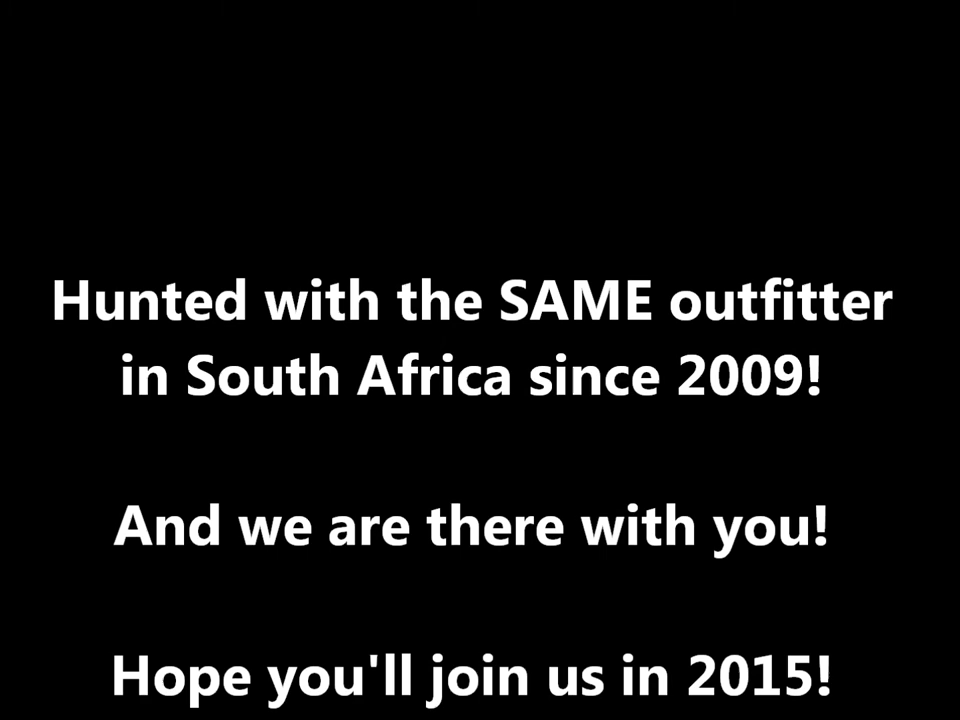 Hunted with the SAME outfitter
in South Africa since 2009!
And we are there with you!
Hope you'll join us in 2015!